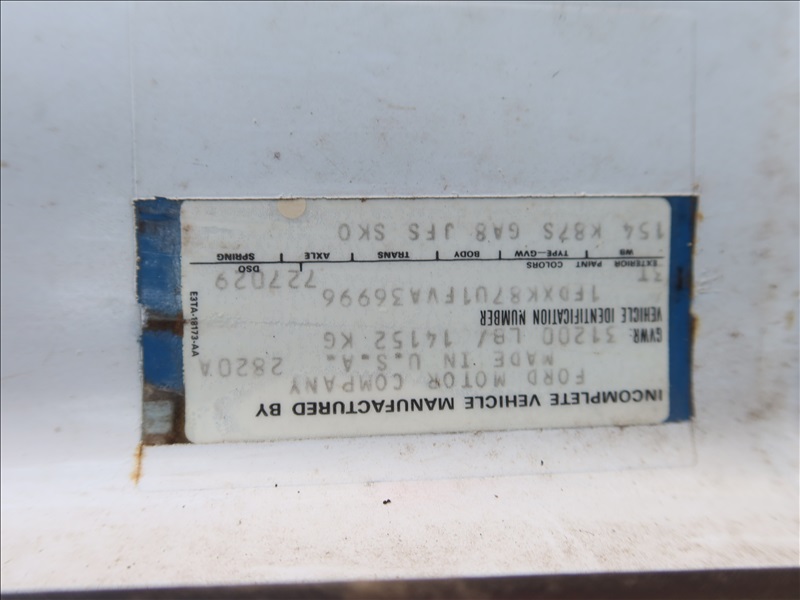 INCOMPLETE VEHICLE MANUFACTURED BY
FORD MOTOR COMPANY
MADE IN U.S.A. 2820A
GVWR: 31200 LB/ 14152 KG
VEHICLE IDENTIFICATION NUMBER
1FDXK87U1FVA36996
3T 727029
EXTERIOR PAINT COLORS DSO
WB TYPE-GVW BODY TRANS AXLE SPRING
154 K87S GA8 JFS SKO
E3TA-18173-AA